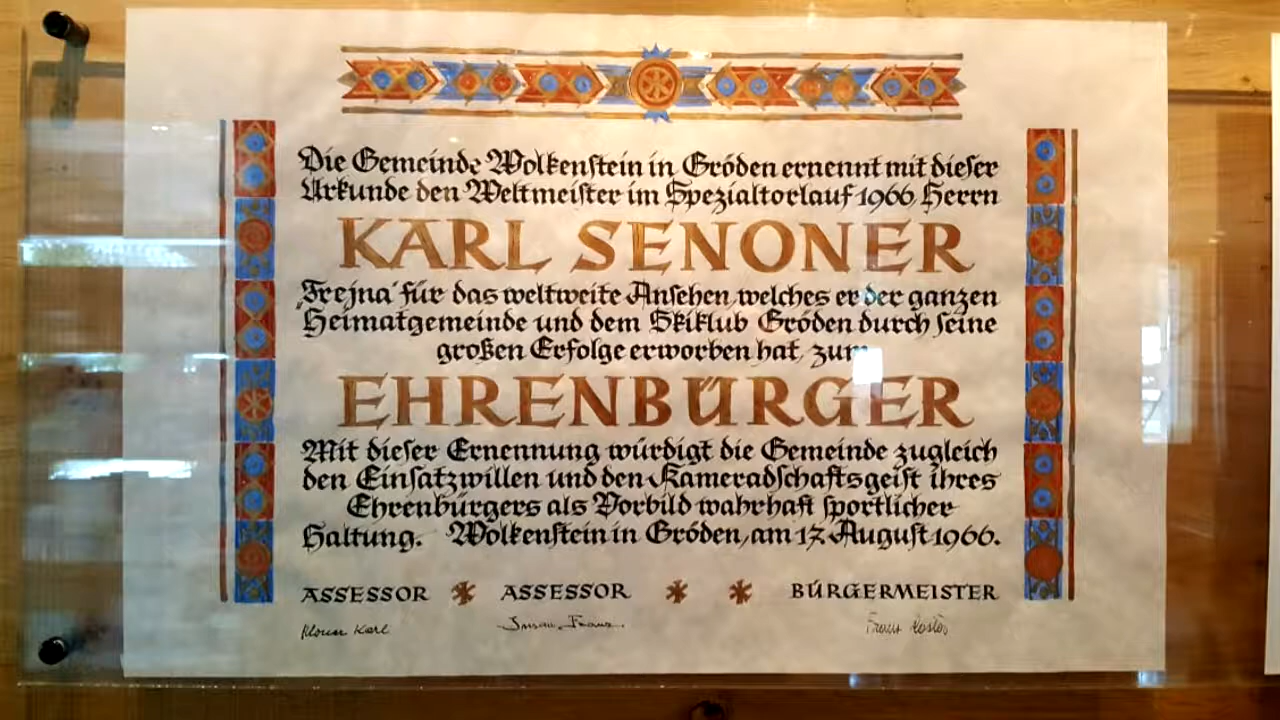 Die Gemeinde Wolkenstein in Gröden ernennt mit dieser
Urkunde den Weltmeister im Spezialtorlauf 1966, Herrn
KARL SENONER
„Trejna“ für das weltweite Ansehen, welches er der ganzen
Heimatgemeinde und dem Skiklub Gröden durch seine
großen Erfolge erworben hat, zum
EHRENBÜRGER
Mit dieser Ernennung würdigt die Gemeinde zugleich
den Einsatzwillen und den Kameradschaftsgeist ihres
Ehrenbürgers als Vorbild wahrhaft sportlicher
Haltung. Wolkenstein in Gröden, am 17. August 1966.
ASSESSOR ASSESSOR BÜRGERMEISTER
Karl Franz